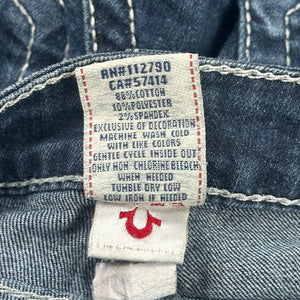 RN#112790
CA#57414
88%COTTON
10%POLYESTER
2%SPANDEX
EXCLUSIVE OF DECORATION
MACHINE WASH COLD
WITH LIKE COLORS
GENTLE CYCLE INSIDE OUT
ONLY NON-CHLORINE BLEACH
WHEN NEEDED
TUMBLE DRY LOW
LOW IRON IF NEEDED